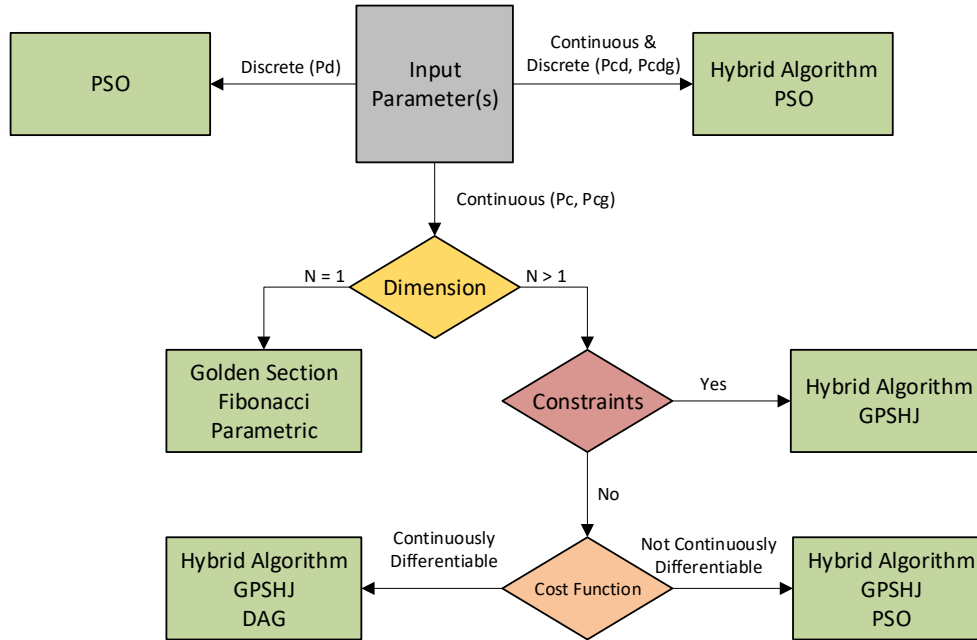 PSO
Discrete (Pd)
Input
Parameter(s)
Continuous &
Discrete (Pcd, Pcdg)
Hybrid Algorithm
PSO
Continuous (Pc, Pcg)
N = 1
Dimension
N > 1
Golden Section
Fibonacci
Parametric
Constraints
Yes
Hybrid Algorithm
GPSHJ
No
Hybrid Algorithm
GPSHJ
DAG
Continuously
Differentiable
Cost Function
Not Continuously
Differentiable
Hybrid Algorithm
GPSHJ
PSO